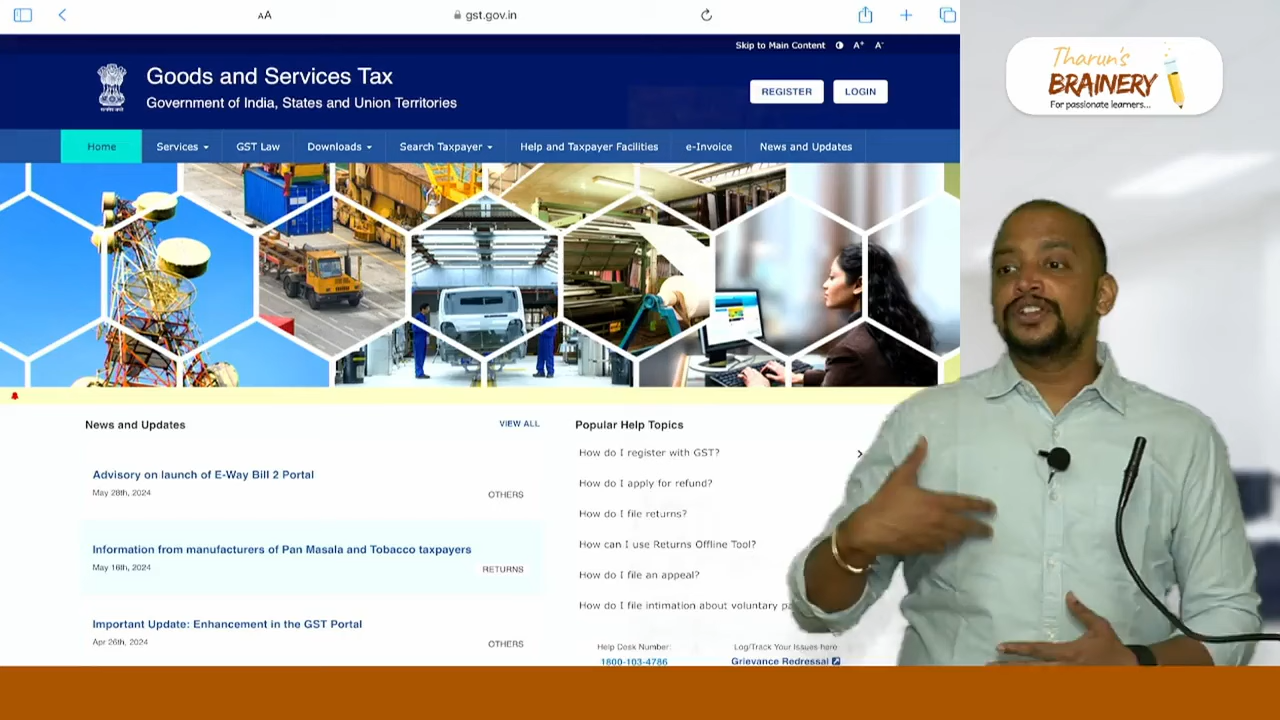 AA
gst.gov.in
Skip to Main Content
A+
A-
Goods and Services Tax
Government of India, States and Union Territories
REGISTER
LOGIN
Home
Services
GST Law
Downloads
Search Taxpayer
Help and Taxpayer Facilities
e-Invoice
News and Updates
Tharun's
BRAINERY
For passionate learners...
News and Updates
VIEW ALL
Advisory on launch of E-Way Bill 2 Portal
May 28th, 2024
OTHERS
Information from manufacturers of Pan Masala and Tobacco taxpayers
May 16th, 2024
RETURNS
Important Update: Enhancement in the GST Portal
Apr 26th, 2024
OTHERS
Popular Help Topics
How do I register with GST?
How do I apply for refund?
How do I file returns?
How can I use Returns Offline Tool?
How do I file an appeal?
How do I file intimation about voluntary
Help Desk Number:
1800-103-4786
Log/Track Your Issues here
Grievance Redressal